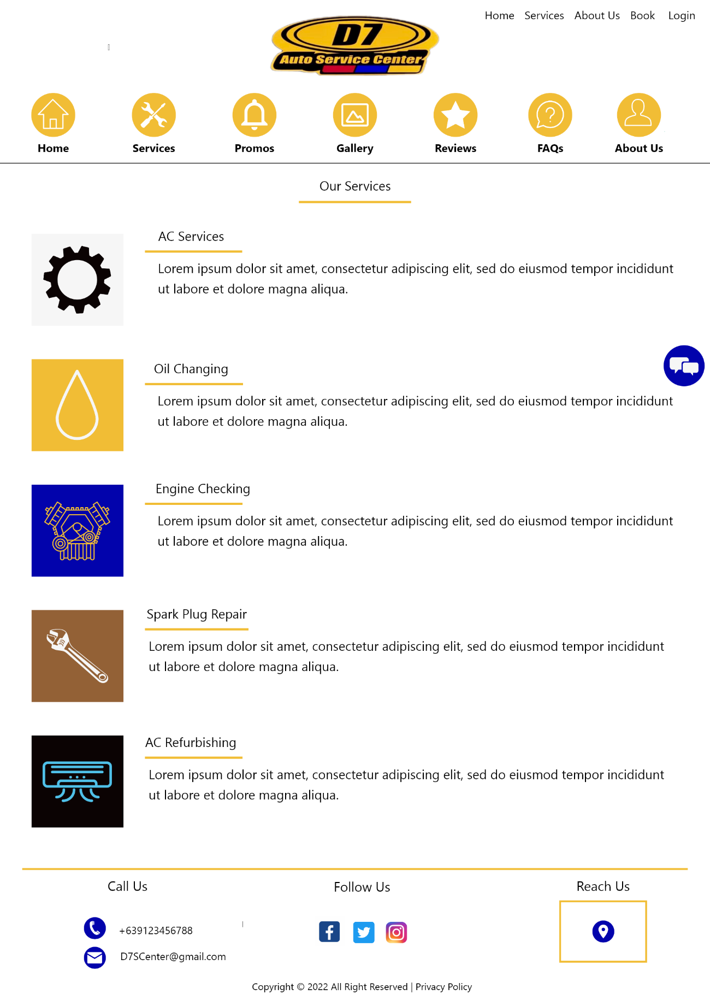 Home Services About Us Book Login
D7
Auto Service Center
Home Services Promos Gallery Reviews FAQs About Us
Our Services
AC Services
Lorem ipsum dolor sit amet, consectetur adipiscing elit, sed do eiusmod tempor incididunt
ut labore et dolore magna aliqua.
Oil Changing
Lorem ipsum dolor sit amet, consectetur adipiscing elit, sed do eiusmod tempor incididunt
ut labore et dolore magna aliqua.
Engine Checking
Lorem ipsum dolor sit amet, consectetur adipiscing elit, sed do eiusmod tempor incididunt
ut labore et dolore magna aliqua.
Spark Plug Repair
Lorem ipsum dolor sit amet, consectetur adipiscing elit, sed do eiusmod tempor incididunt
ut labore et dolore magna aliqua.
AC Refurbishing
Lorem ipsum dolor sit amet, consectetur adipiscing elit, sed do eiusmod tempor incididunt
ut labore et dolore magna aliqua.
Call Us Follow Us Reach Us
+639123456788
D7SCenter@gmail.com
Copyright © 2022 All Right Reserved | Privacy Policy